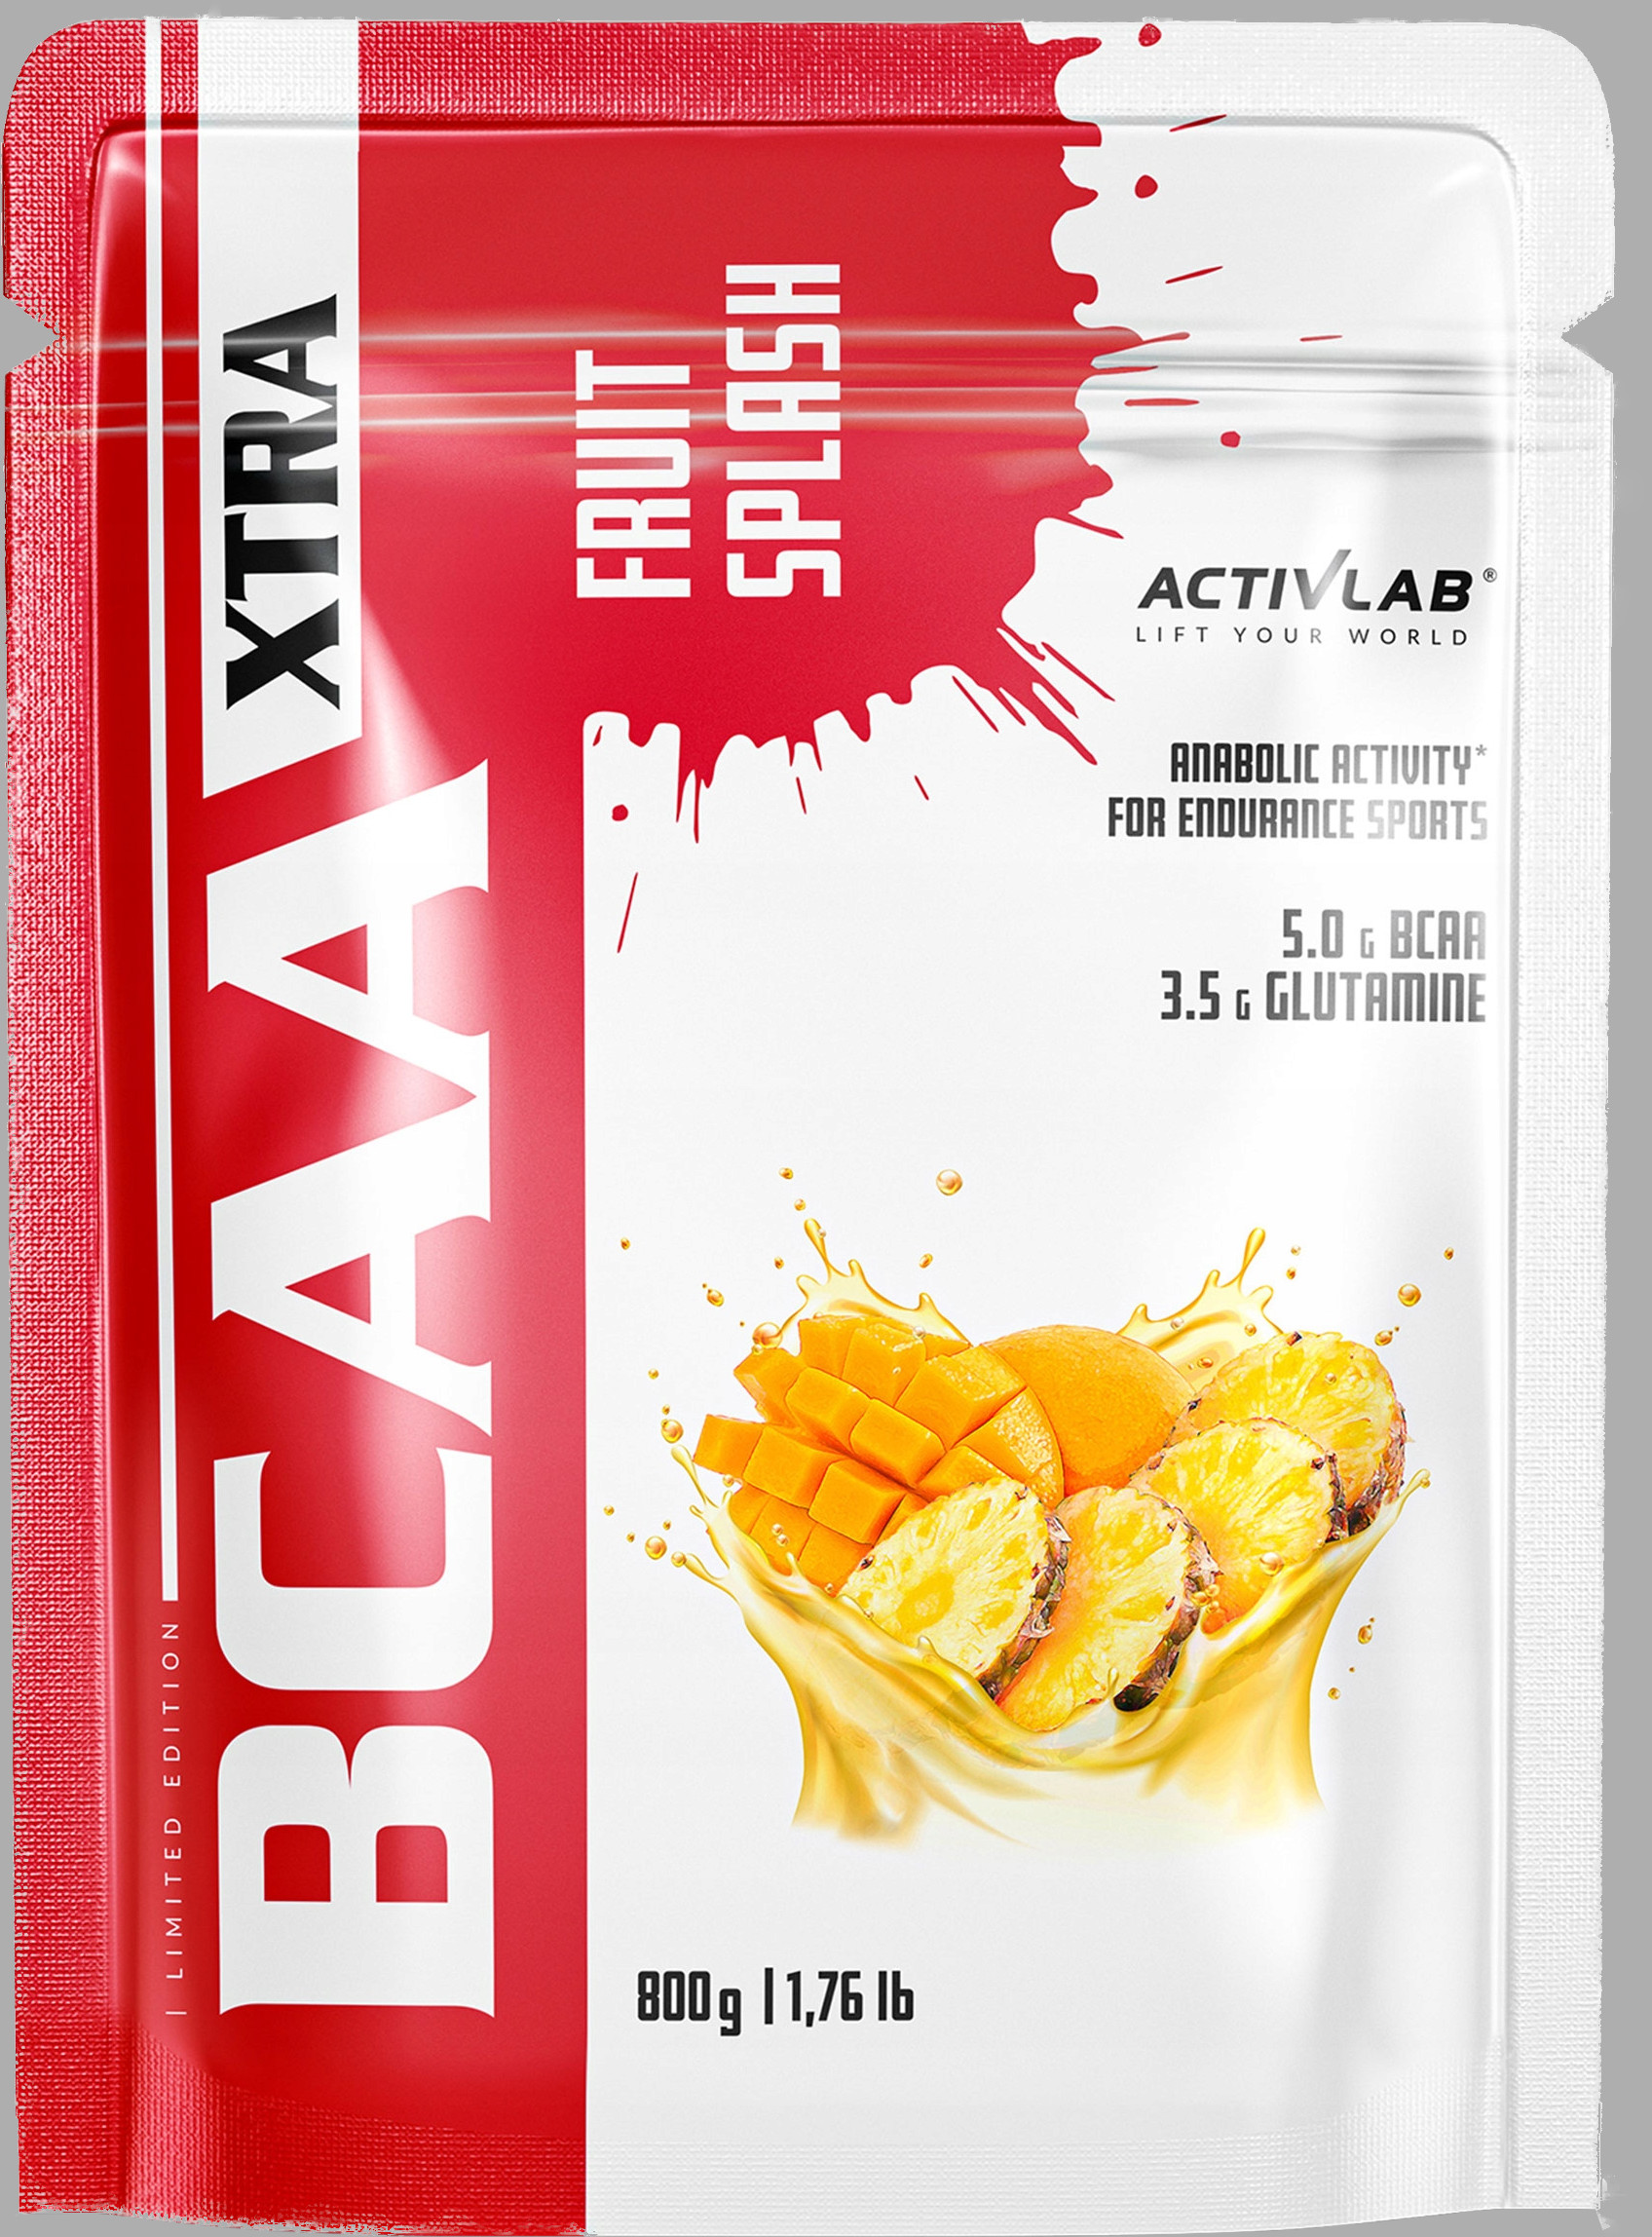 | LIMITED EDITION
BCAA XTRA
FRUIT
SPLASH
ACTIVLAB®
LIFT YOUR WORLD
ANABOLIC ACTIVITY*
FOR ENDURANCE SPORTS
5.0 G BCAA
3.5 G GLUTAMINE
800g | 1,76 lb